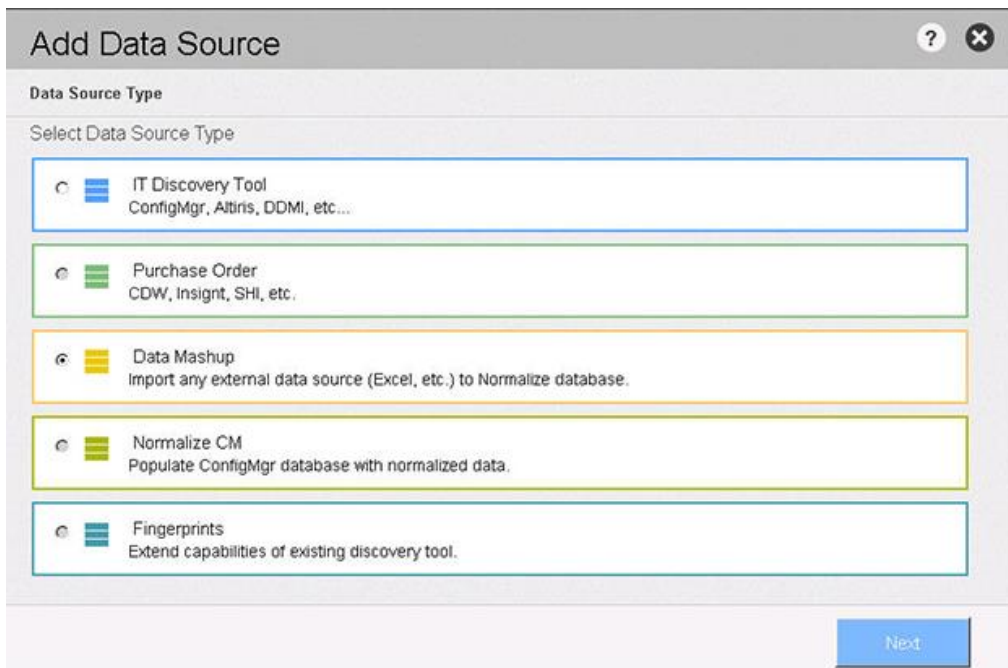 Add Data Source
?
Data Source Type
Select Data Source Type
IT Discovery Tool
ConfigMgr, Altiris, DDMI, etc...
Purchase Order
CDW, Insignt, SHI, etc.
Data Mashup
Import any external data source (Excel, etc.) to Normalize database.
Normalize CM
Populate ConfigMgr database with normalized data.
Fingerprints
Extend capabilities of existing discovery tool.
Next